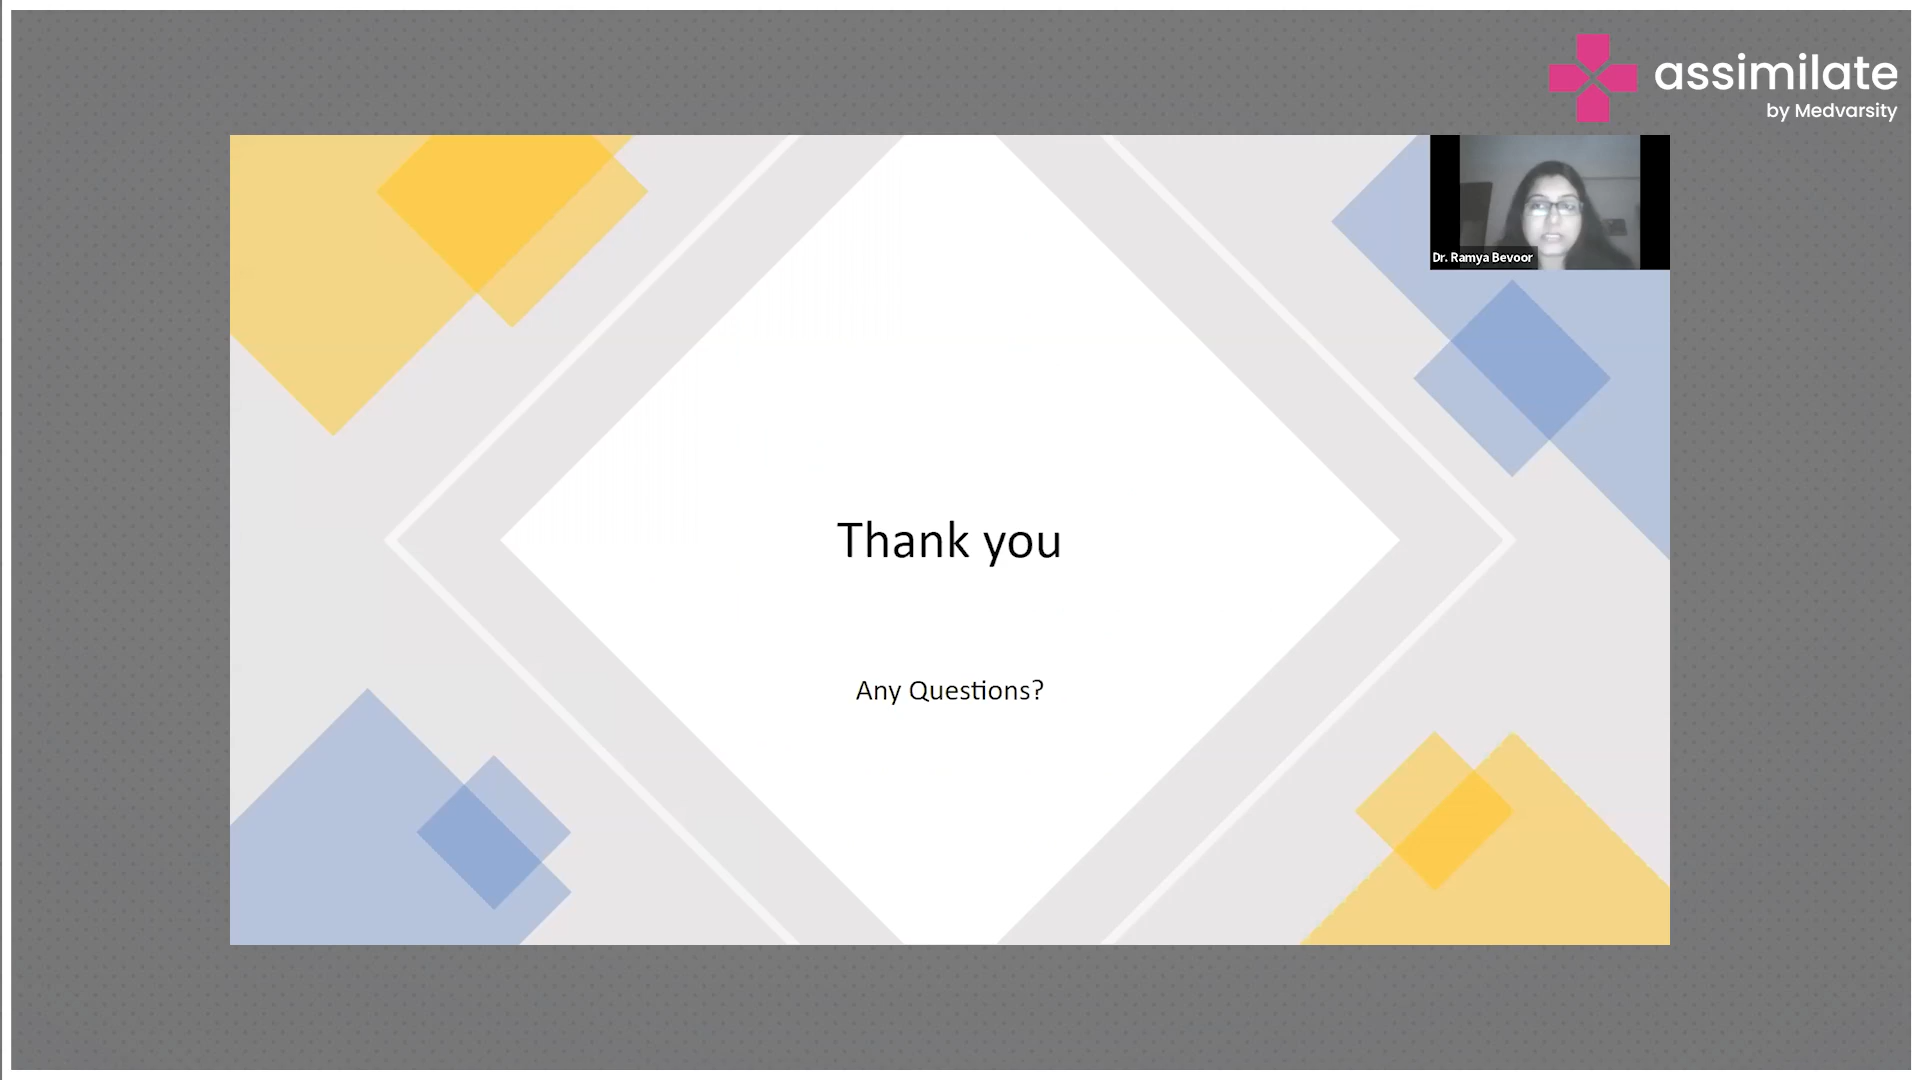 assimilate
by Medvarsity
Dr. Ramya Bevoor
Thank you
Any Questions?